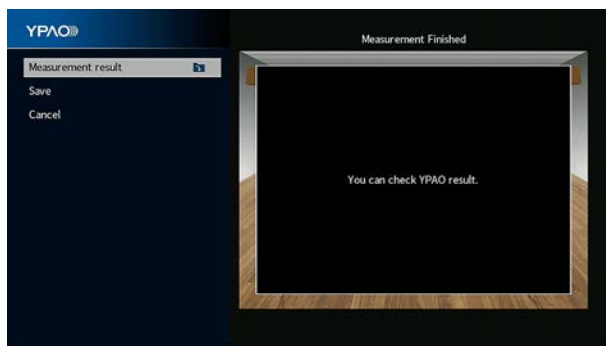 YPAO
Measurement Finished
Measurement result
Save
Cancel
You can check YPAO result.